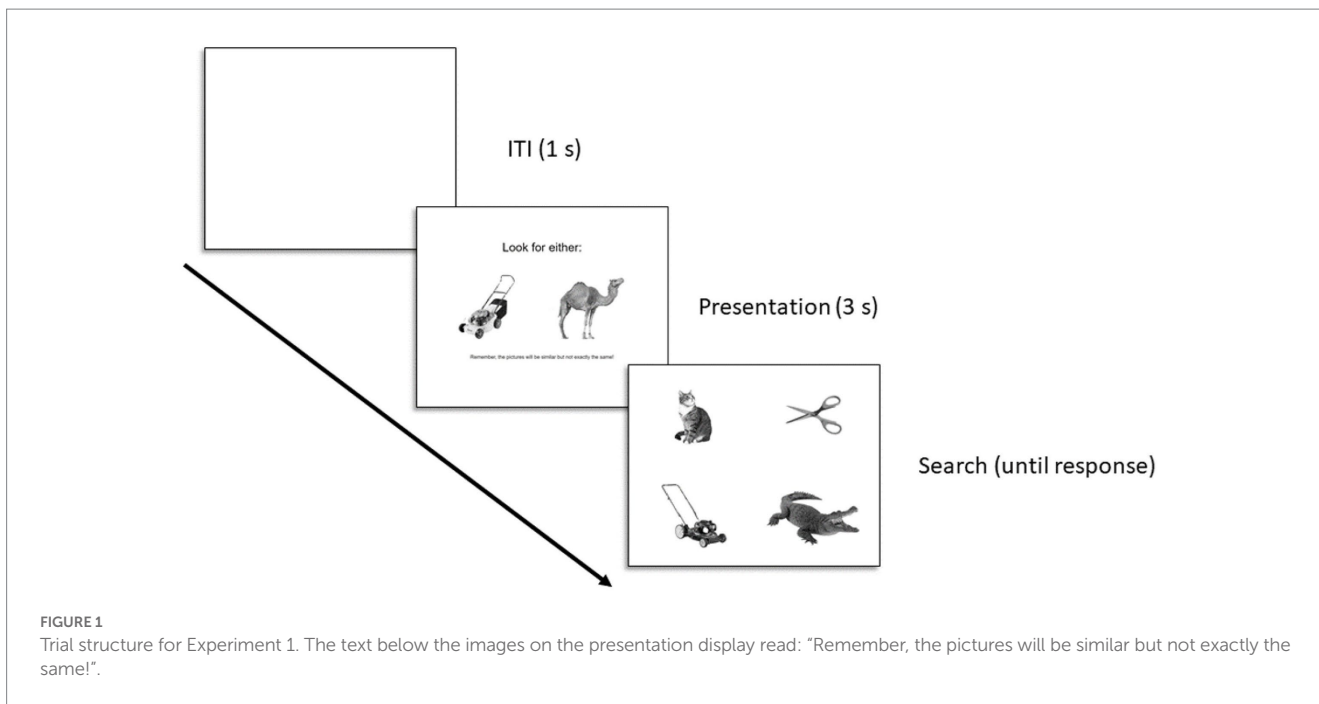 ITI (1 s)
Look for either:
Remember, the pictures will be similar but not exactly the same!
Presentation (3 s)
Search (until response)
FIGURE 1
Trial structure for Experiment 1. The text below the images on the presentation display read: “Remember, the pictures will be similar but not exactly the
same!”.